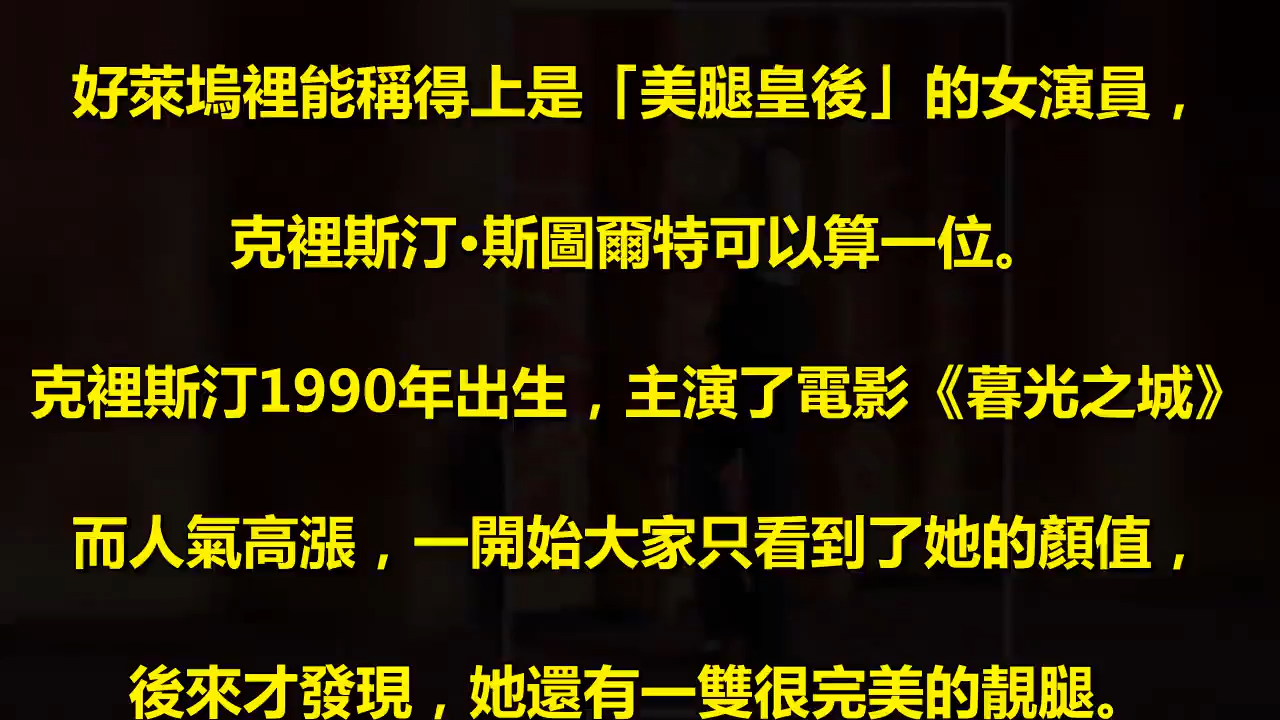 好萊塢裡能稱得上是「美腿皇後」的女演員，
克裡斯汀·斯圖爾特可以算一位。
克裡斯汀1990年出生，主演了電影《暮光之城》
而人氣高漲，一開始大家只看到了她的顏值，
後來才發現，她還有一雙很完美的靚腿。